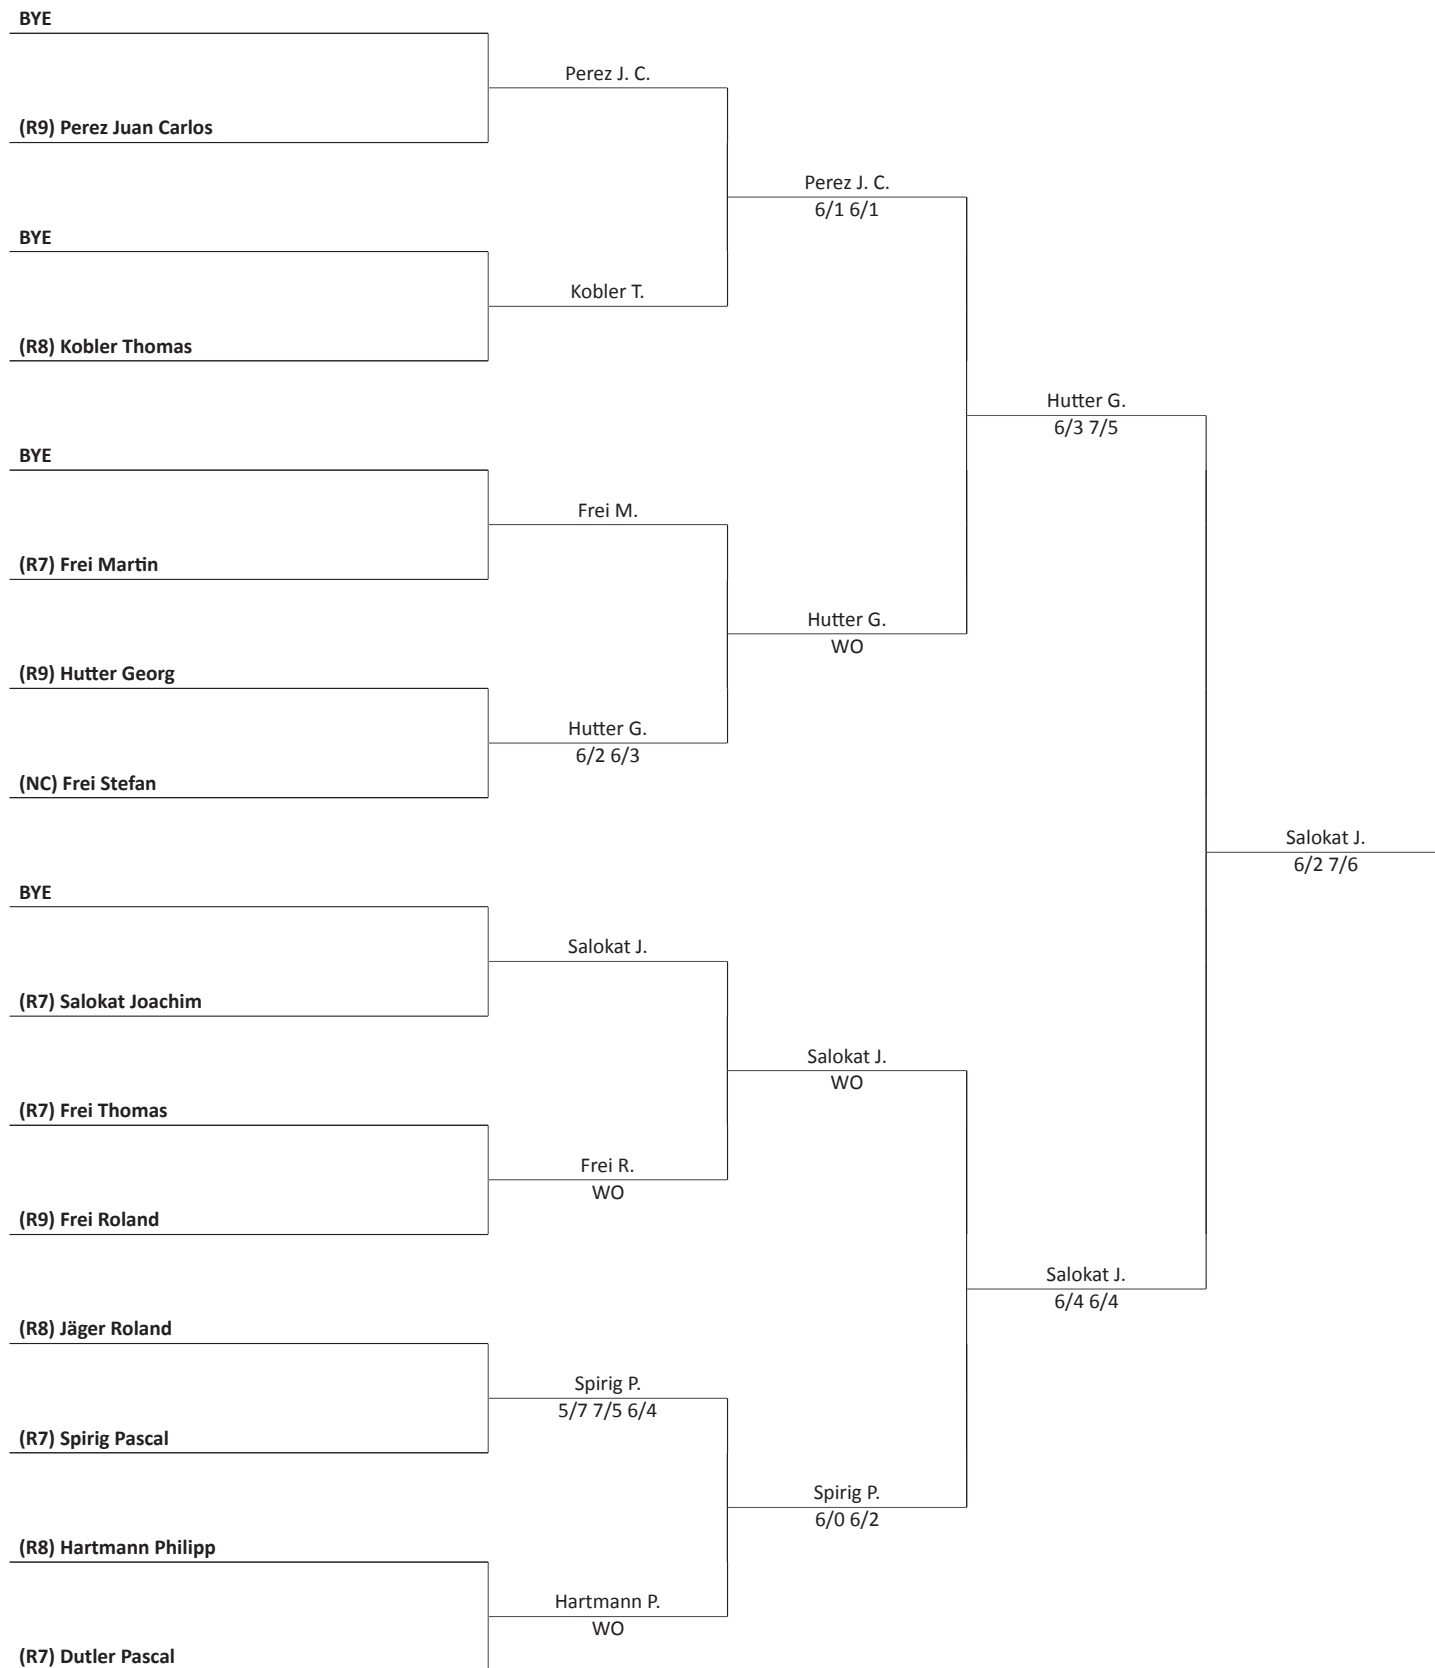 BYE
Perez J. C.
(R9) Perez Juan Carlos
Perez J. C.
6/1 6/1
BYE
Kobler T.
(R8) Kobler Thomas
Hutter G.
6/3 7/5
BYE
Frei M.
(R7) Frei Martin
Hutter G.
WO
(R9) Hutter Georg
Hutter G.
6/2 6/3
(NC) Frei Stefan
Salokat J.
6/2 7/6
BYE
Salokat J.
(R7) Salokat Joachim
Salokat J.
WO
(R7) Frei Thomas
Frei R.
WO
(R9) Frei Roland
Salokat J.
6/4 6/4
(R8) Jäger Roland
Spirig P.
5/7 7/5 6/4
(R7) Spirig Pascal
Spirig P.
6/0 6/2
(R8) Hartmann Philipp
Hartmann P.
WO
(R7) Dutler Pascal